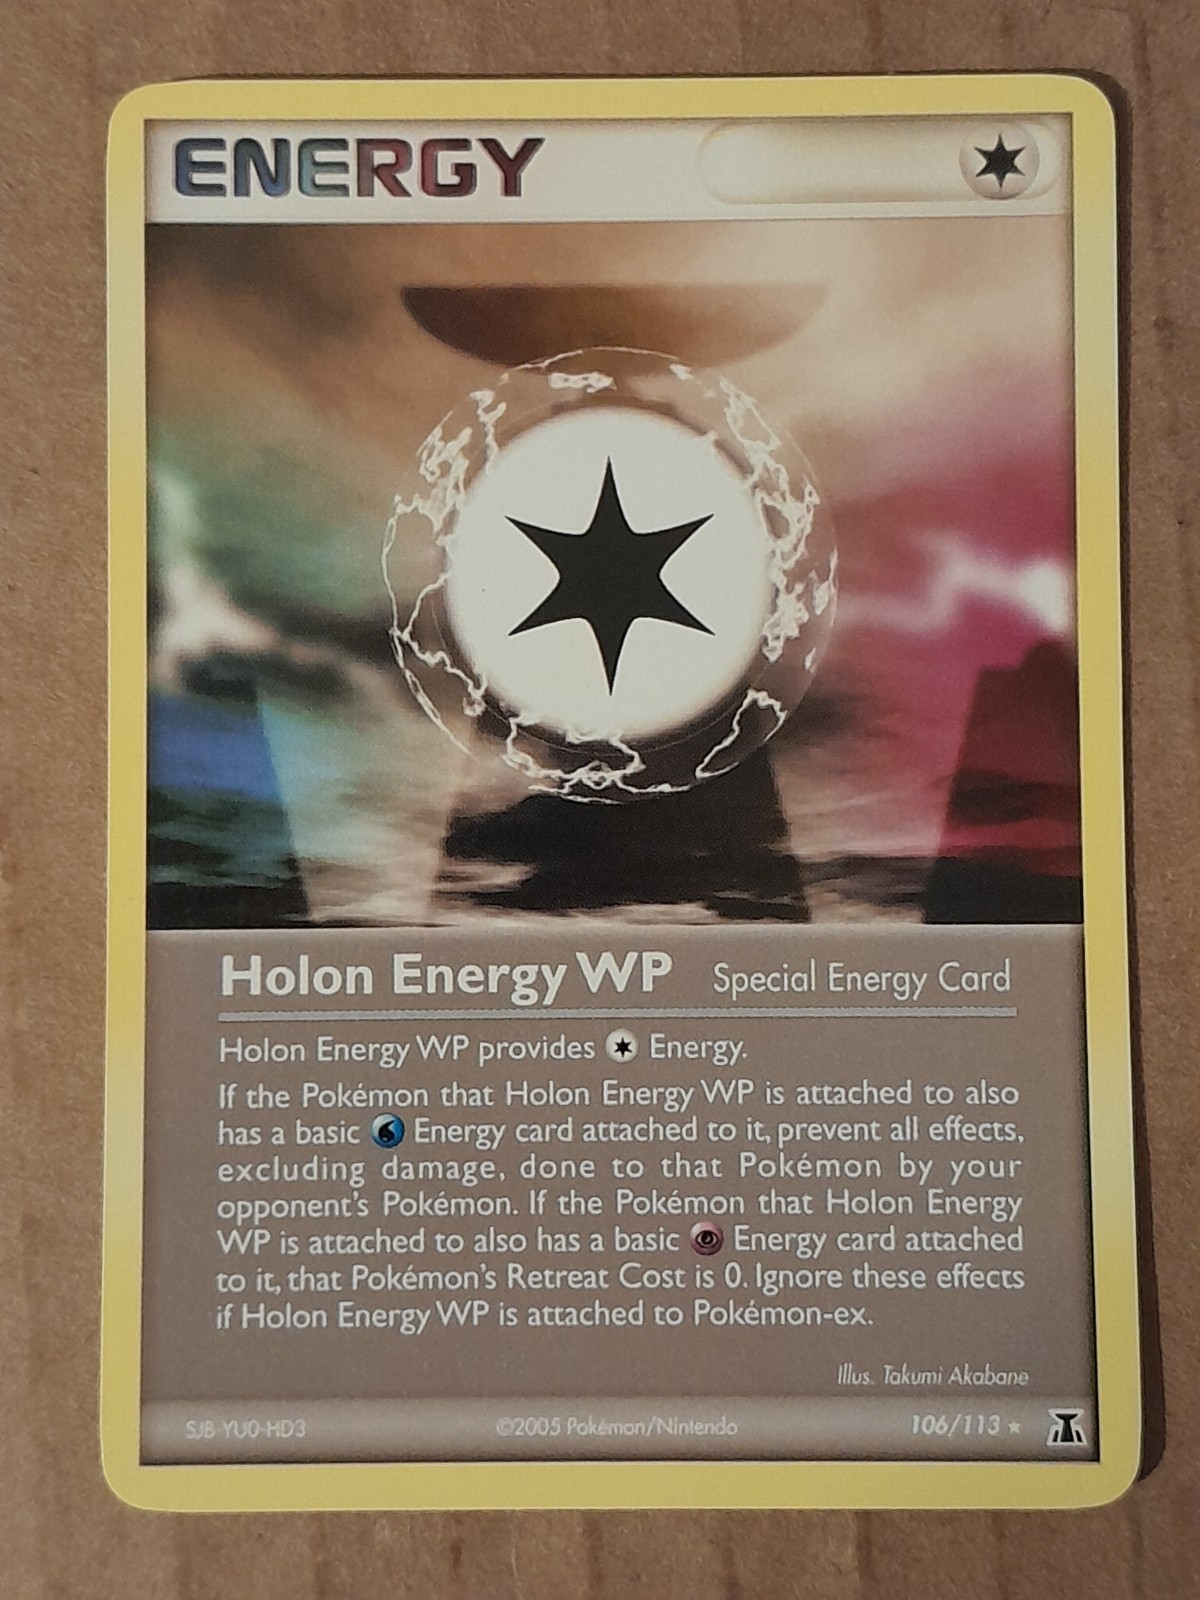 ENERGY
Holon Energy WP Special Energy Card
Holon Energy WP provides Energy.
If the Pokémon that Holon Energy WP is attached to also
has a basic Energy card attached to it, prevent all effects,
excluding damage, done to that Pokémon by your
opponent's Pokémon. If the Pokémon that Holon Energy
WP is attached to also has a basic Energy card attached
to it, that Pokémon's Retreat Cost is 0. Ignore these effects
if Holon Energy WP is attached to Pokémon-ex.
Illus. Takumi Akabane
SJB-YU0-HD3 ©2005 Pokémon/Nintendo 106/113 ★